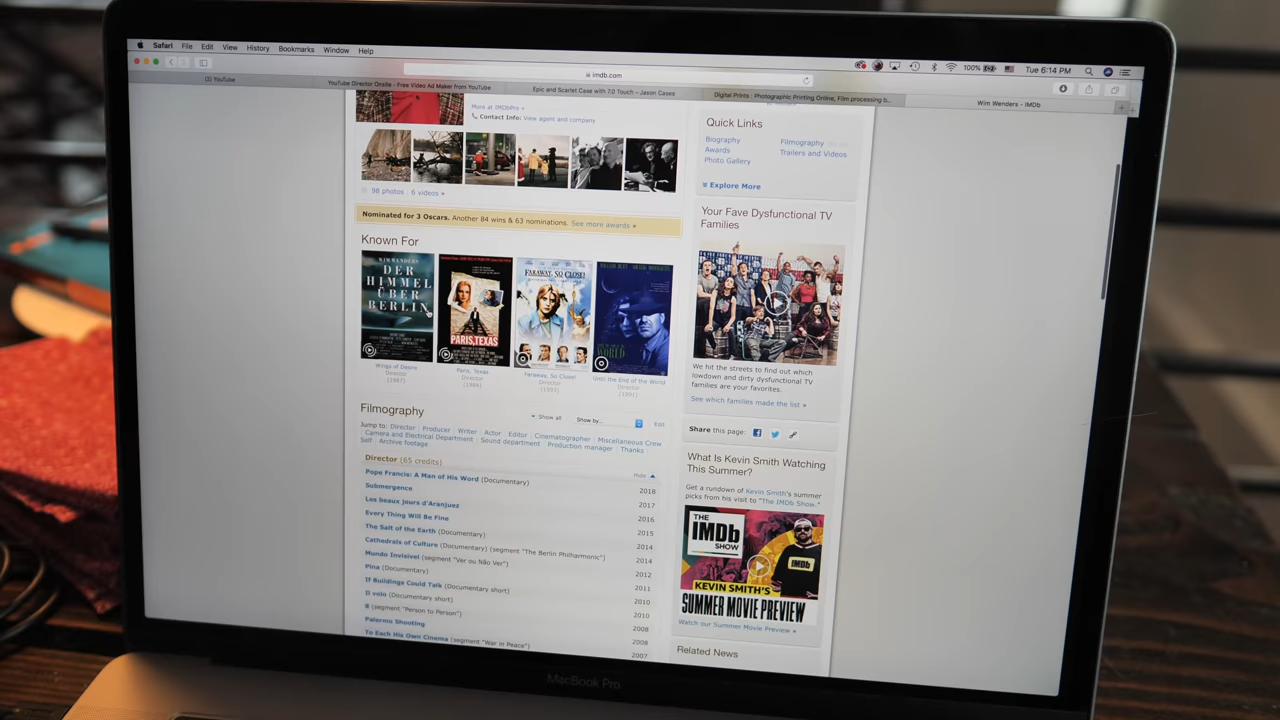 Safari File Edit View History Bookmarks Window Help
100%
Tue 6:14 PM
imdb.com
(3) YouTube
YouTube Director Onsite - Free Video Ad Maker from YouTube
Epic and Scarlet Case with 7.0 Touch – Jason Cases
Digital Prints : Photographic Printing Online, Film processing b...
Wim Wenders - IMDb
More at IMDbPro »
Contact Info: View agent and company
98 photos | 6 videos »
Nominated for 3 Oscars. Another 84 wins & 63 nominations. See more awards »
Known For
WIM WENDERS
DER
HIMMEL
ÜBER
BERLIN
PARIS, TEXAS
FARAWAY, SO CLOSE!
WORLD
Wings of Desire
Director
(1987)
Paris, Texas
Director
(1984)
Faraway, So Close!
Director
(1993)
Until the End of the World
Director
(1991)
Filmography
Show all
Show by...
Edit
Jump to: Director | Producer | Writer | Actor | Editor | Cinematographer | Miscellaneous Crew
| Camera and Electrical Department | Sound department | Production manager | Thanks |
Self | Archive footage
Director (65 credits)
Hide
Pope Francis: A Man of His Word (Documentary)
2018
Submergence
2017
Les beaux jours d'Aranjuez
2016
Every Thing Will Be Fine
2015
The Salt of the Earth (Documentary)
2014
Cathedrals of Culture (Documentary) (segment "The Berlin Philharmonic")
2014
Mundo Invisível (segment "Ver ou Não Ver")
2012
Pina (Documentary)
2011
If Buildings Could Talk (Documentary short)
2010
Il volo (Documentary short)
2010
8 (segment "Person to Person")
2008
Palermo Shooting
2008
To Each His Own Cinema (segment "War in Peace")
2007
Quick Links
Biography
Awards
Photo Gallery
Filmography
Trailers and Videos
Explore More
Your Fave Dysfunctional TV
Families
We hit the streets to find out which
lowdown and dirty dysfunctional TV
families are your favorites.
See which families made the list »
Share this page:
What Is Kevin Smith Watching
This Summer?
Get a rundown of Kevin Smith's summer
picks from his visit to "The IMDb Show."
THE
IMDb
SHOW
IMDb
KEVIN SMITH'S
SUMMER MOVIE PREVIEW
Watch our Summer Movie Preview »
Related News
MacBook Pro